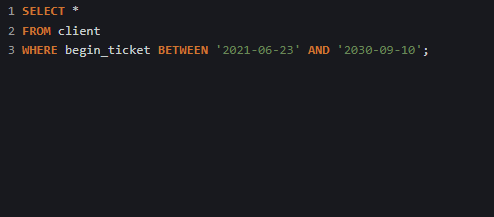 1 SELECT *
2 FROM client
3 WHERE begin_ticket BETWEEN '2021-06-23' AND '2030-09-10';